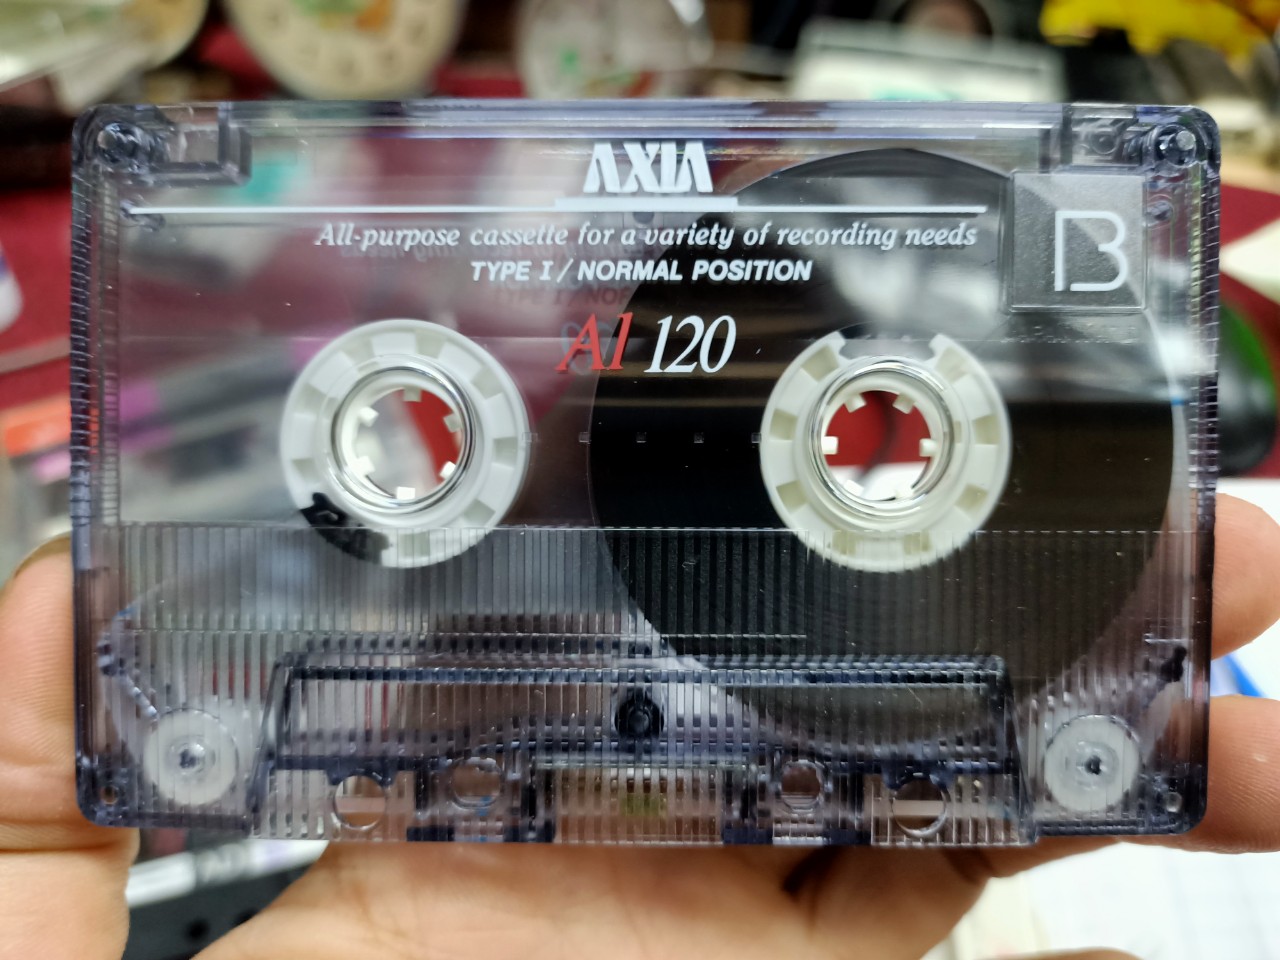 AXIA
All-purpose cassette for a variety of recording needs
TYPE I / NORMAL POSITION
B
A1 120